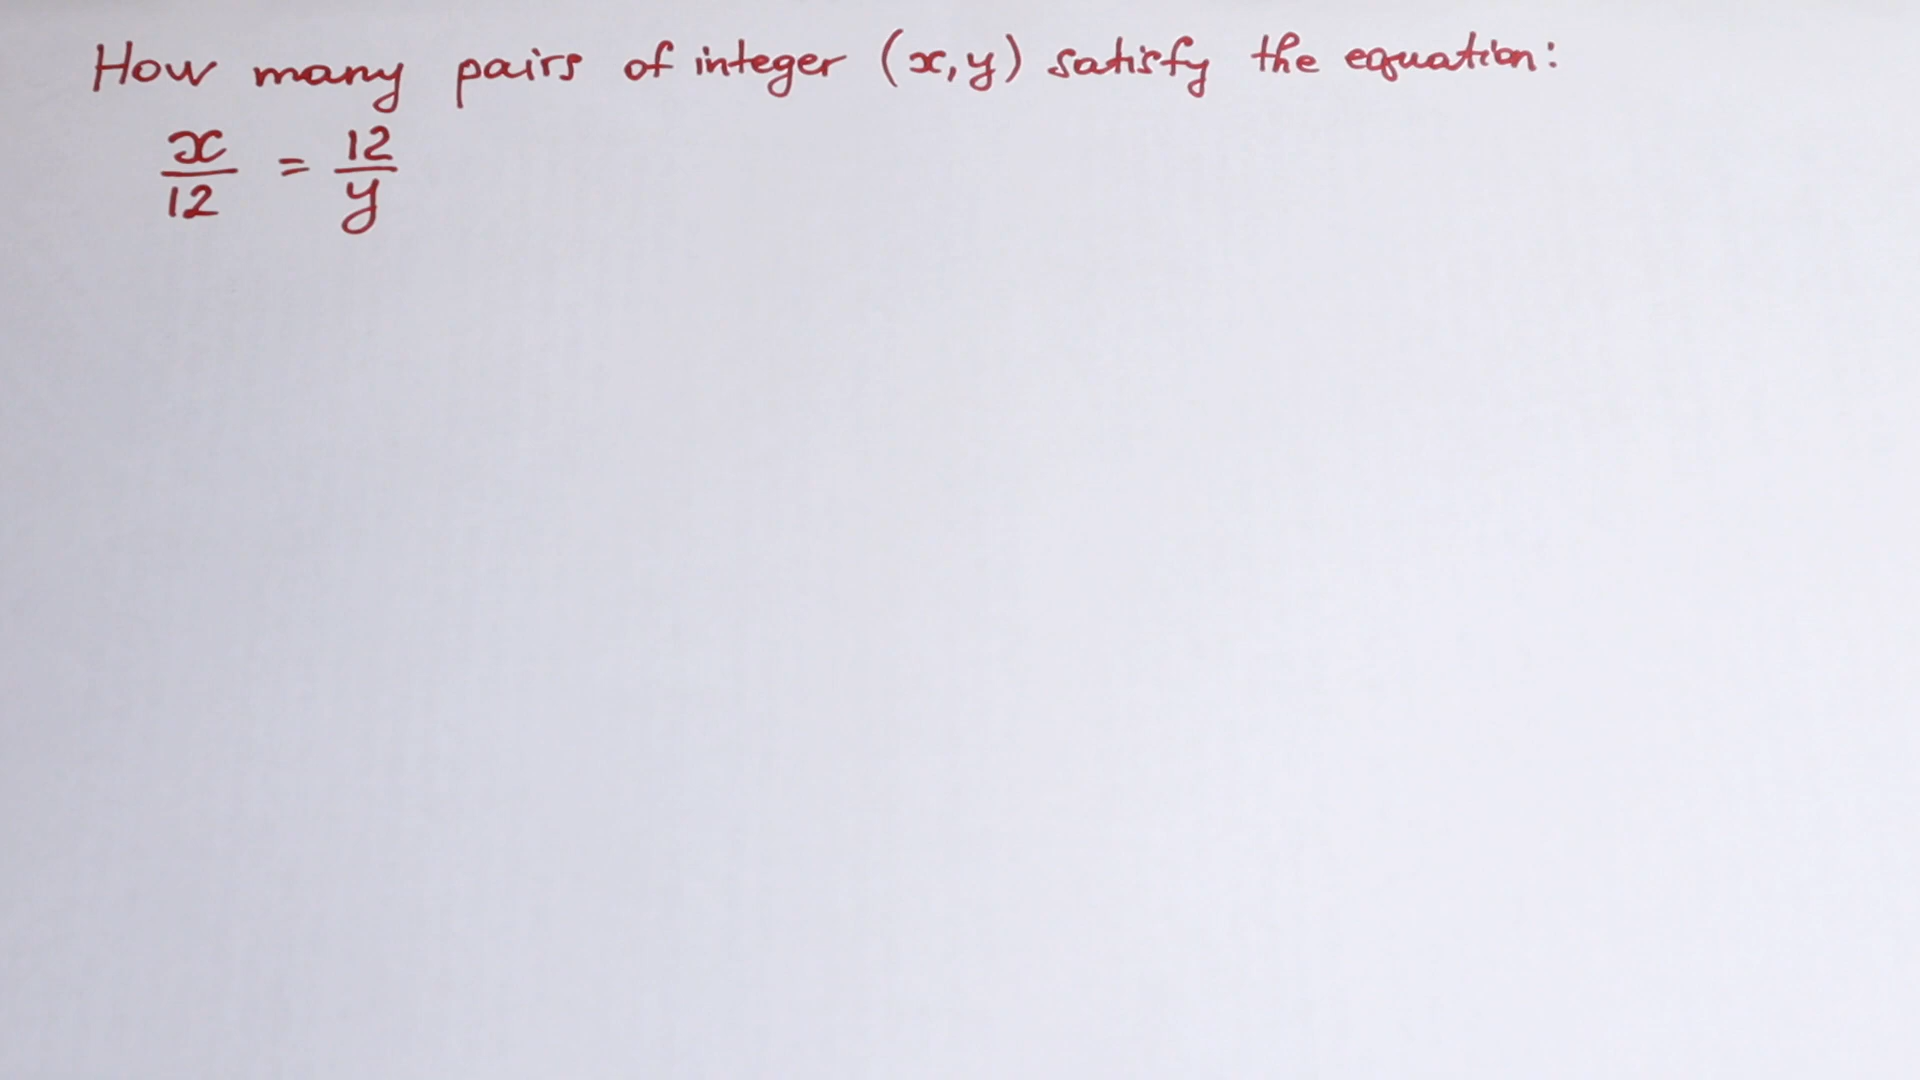 How many pairs of integer (x,y) satisfy the equation:
x/12 = 12/y